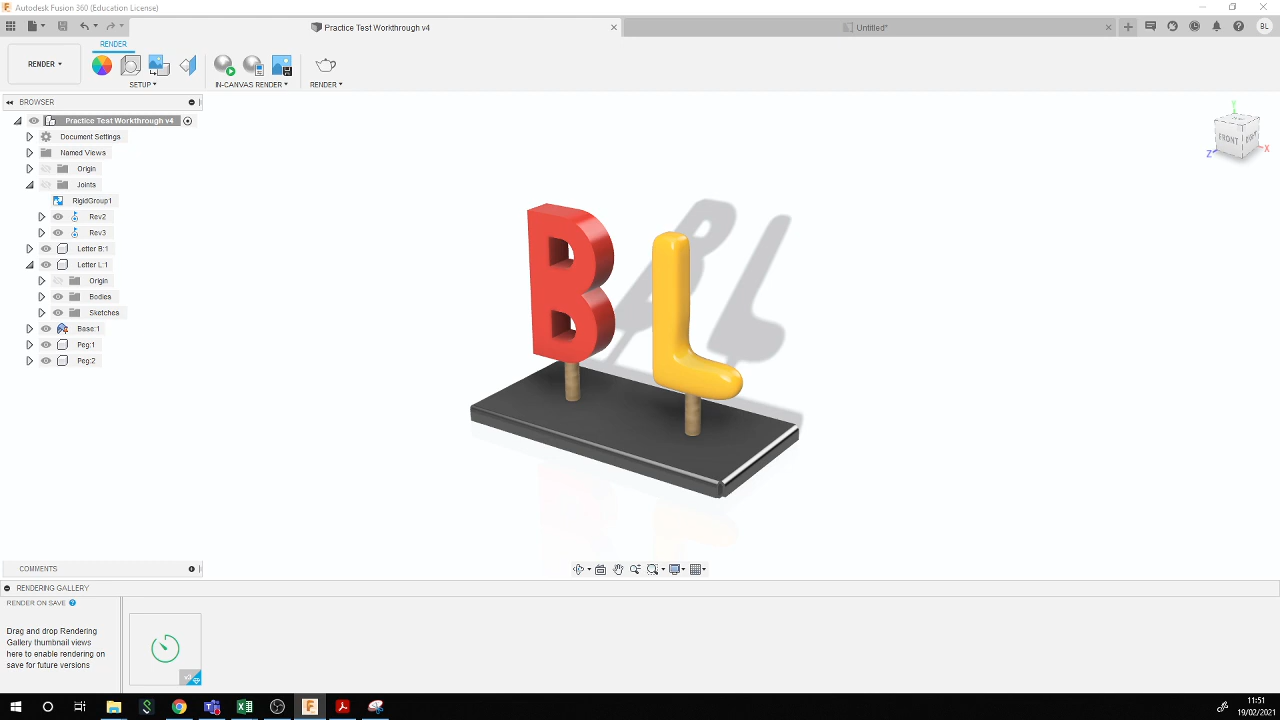 Autodesk Fusion 360 (Education License)
Practice Test Workthrough v4
Untitled*
BL
RENDER
RENDER
SETUP
IN-CANVAS RENDER
RENDER
BROWSER
Practice Test Workthrough v4
Document Settings
Named Views
Origin
Joints
RigidGroup1
Rev2
Rev3
Letter B:1
Letter L:1
Origin
Bodies
Sketches
Base:1
Peg:1
Peg:2
FRONT
RIGHT
Z
X
B L
COMMENTS
RENDERING GALLERY
RENDER ON SAVE
Drag and drop Rendering
Gallery thumbnail views
here to enable rendering on
save for future versions
v3
11:51
19/02/2021